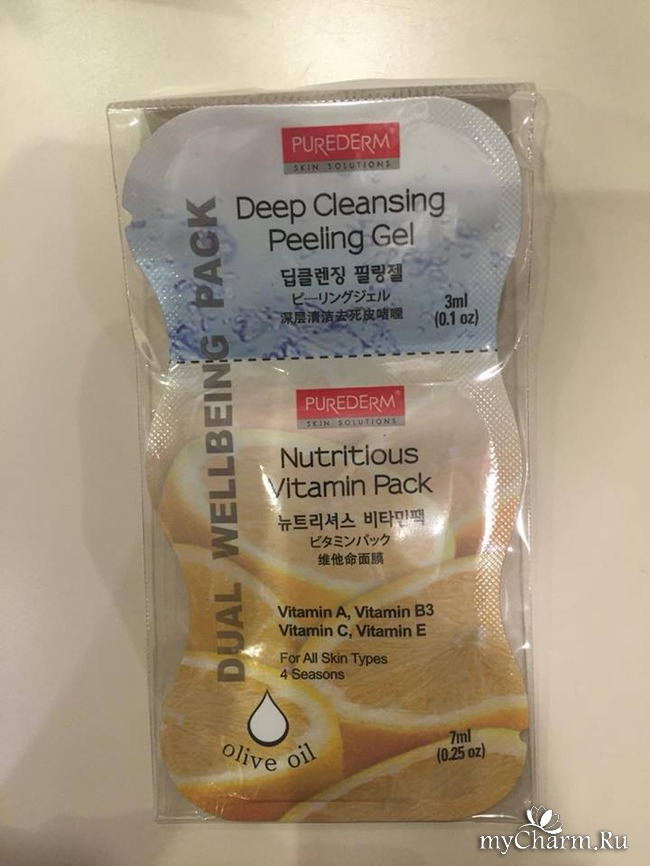 PUREDERM®
SKIN SOLUTIONS
Deep Cleansing
Peeling Gel
딥클렌징 필링젤
ピーリングジェル
深层清洁去死皮啫喱
3ml
(0.1 oz)
DUAL WELLBEING PACK
PUREDERM®
SKIN SOLUTIONS
Nutritious
Vitamin Pack
뉴트리셔스 비타민팩
ビタミンパック
维他命面膜
Vitamin A, Vitamin B3
Vitamin C, Vitamin E
For All Skin Types
4 Seasons
olive oil
7ml
(0.25 oz)
myCharm.Ru